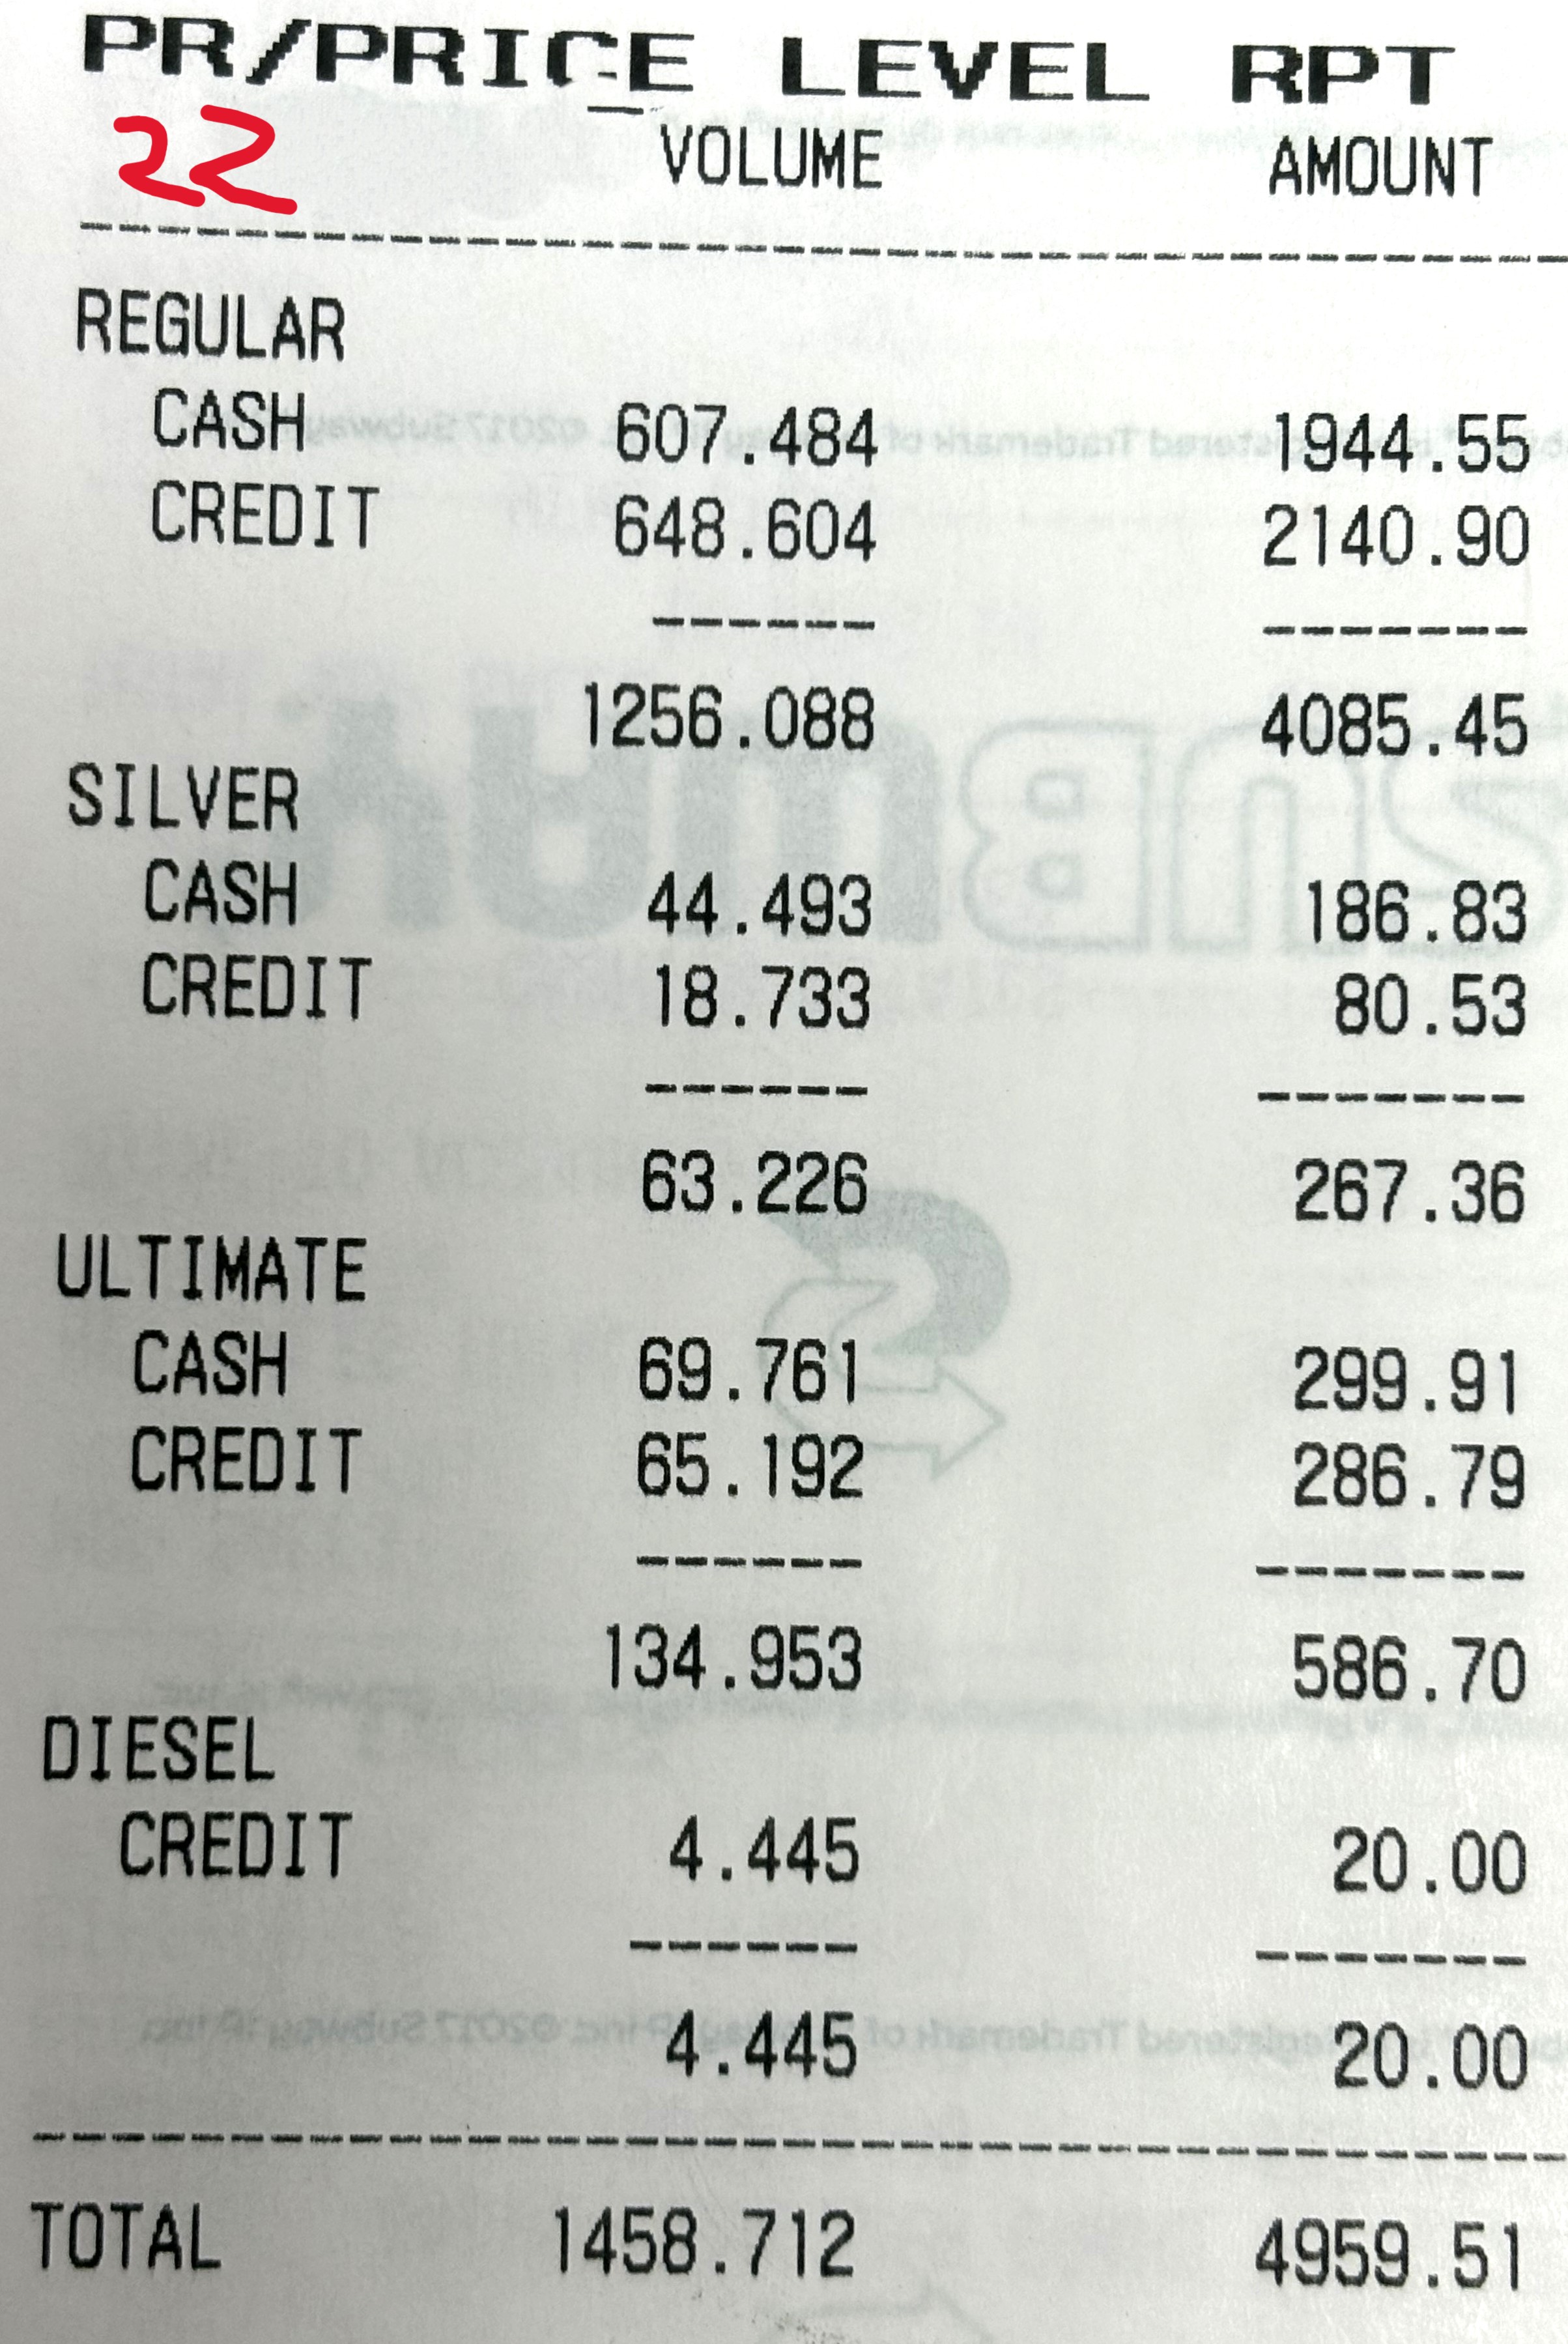 PR/PRICE LEVEL RPT
22 VOLUME AMOUNT
REGULAR
CASH 607.484 1944.55
CREDIT 648.604 2140.90
1256.088 4085.45
SILVER
CASH 44.493 186.83
CREDIT 18.733 80.53
63.226 267.36
ULTIMATE
CASH 69.761 299.91
CREDIT 65.192 286.79
134.953 586.70
DIESEL
CREDIT 4.445 20.00
4.445 20.00
TOTAL 1458.712 4959.51